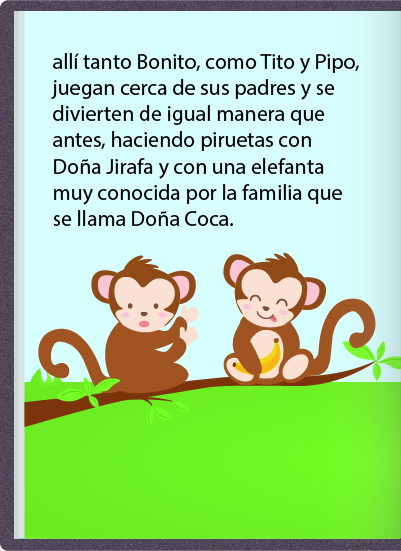 allí tanto Bonito, como Tito y Pipo,
juegan cerca de sus padres y se
divierten de igual manera que
antes, haciendo piruetas con
Doña Jirafa y con una elefanta
muy conocida por la familia que
se llama Doña Coca.